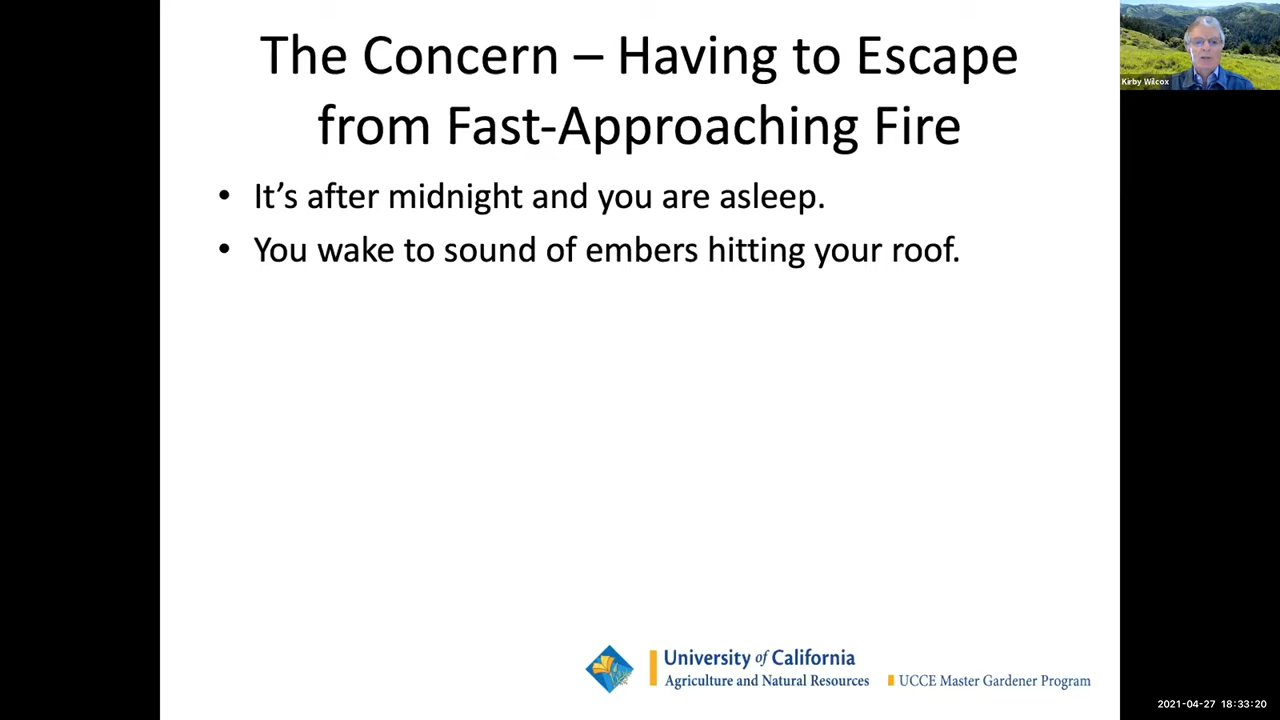 The Concern – Having to Escape
from Fast-Approaching Fire
• It’s after midnight and you are asleep.
• You wake to sound of embers hitting your roof.
Kirby Wilcox
University of California
Agriculture and Natural Resources
UCCE Master Gardener Program
2021-04-27 18:33:20